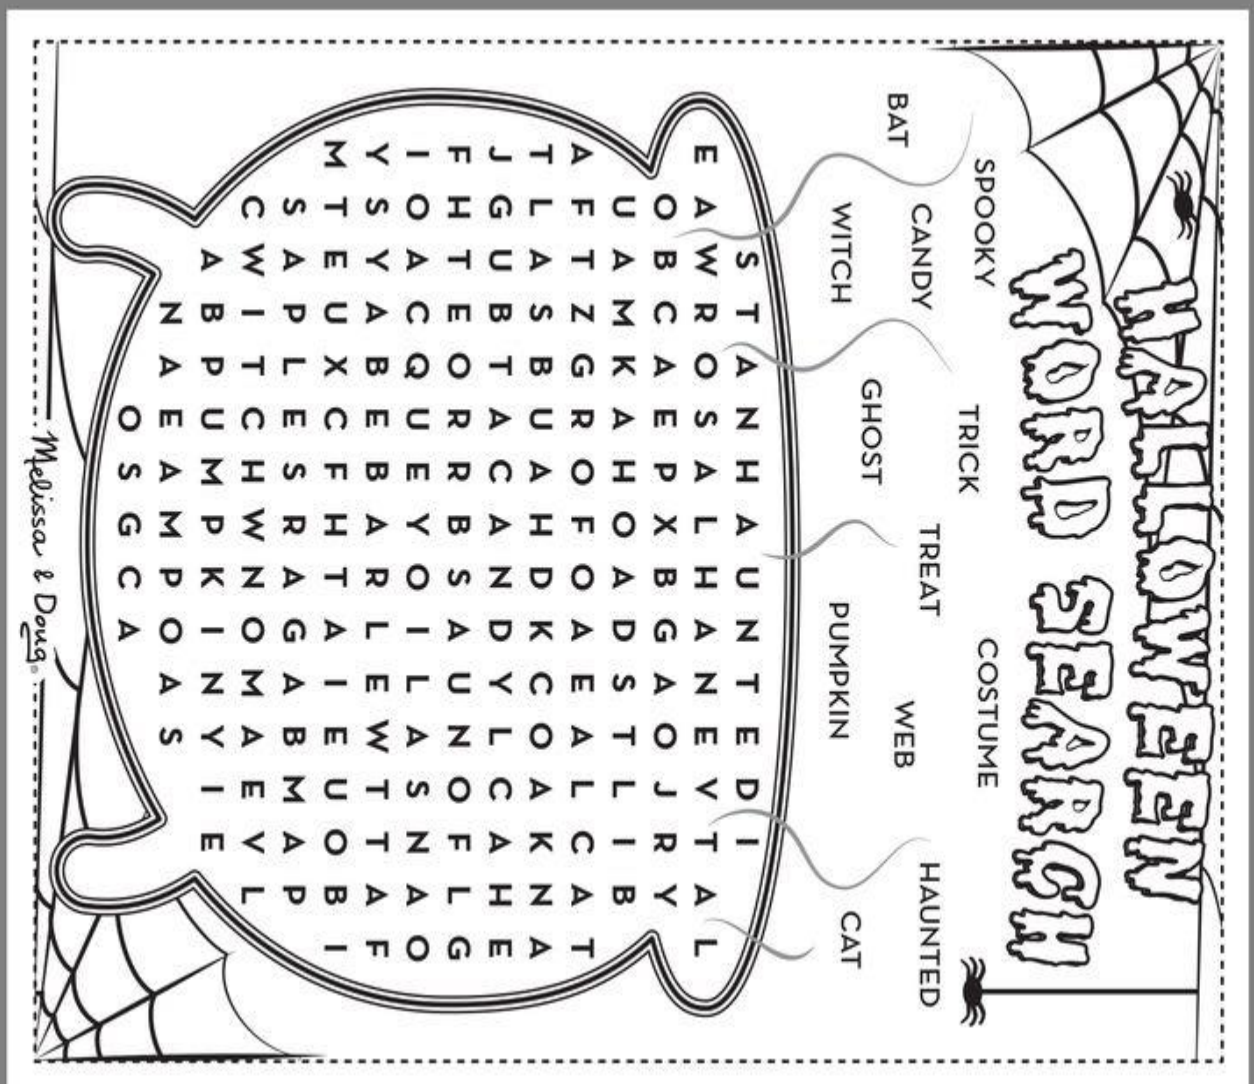 HALLOWEEN
WORD SEARCH
SPOOKY TRICK COSTUME
BAT CANDY TREAT WEB HAUNTED
WITCH GHOST PUMPKIN CAT
S T A N H A U N T E D I
E A W R O S A L H A N E V T A L
O B C A E P X B G A O J R Y
U A M K A H O A D S T L I B
A F T Z G R O F O A E A L C A T
T L A S B U A H D K C O A K N A
J G U B T A C A N D Y L C A H E
F H T E O R R B S A U N O F L G
I O A C Q U E Y O I L A S N A O
Y S Y A B E B A R L E W T T A F
M T E U X C F H T A I E U O B I
S A P L E S R A G A B M A P
C W I T C H W N O M A E V L
A B P U M P K I N Y I E
N A E A M P O A S
O S G C A
Melissa & Doug®